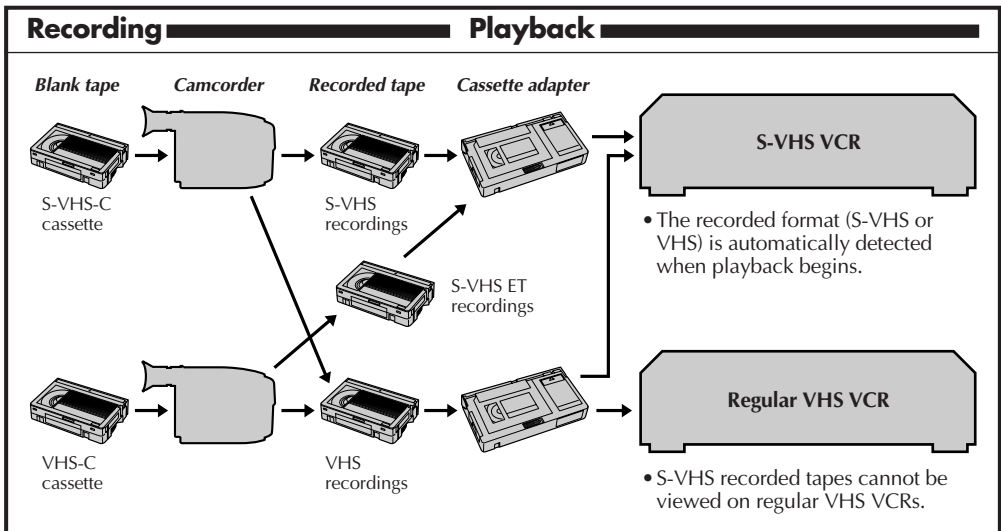 Recording
Playback
Blank tape
Camcorder
Recorded tape
Cassette adapter
S-VHS-C
cassette
S-VHS
recordings
S-VHS VCR
• The recorded format (S-VHS or
VHS) is automatically detected
when playback begins.
S-VHS ET
recordings
VHS-C
cassette
VHS
recordings
Regular VHS VCR
• S-VHS recorded tapes cannot be
viewed on regular VHS VCRs.